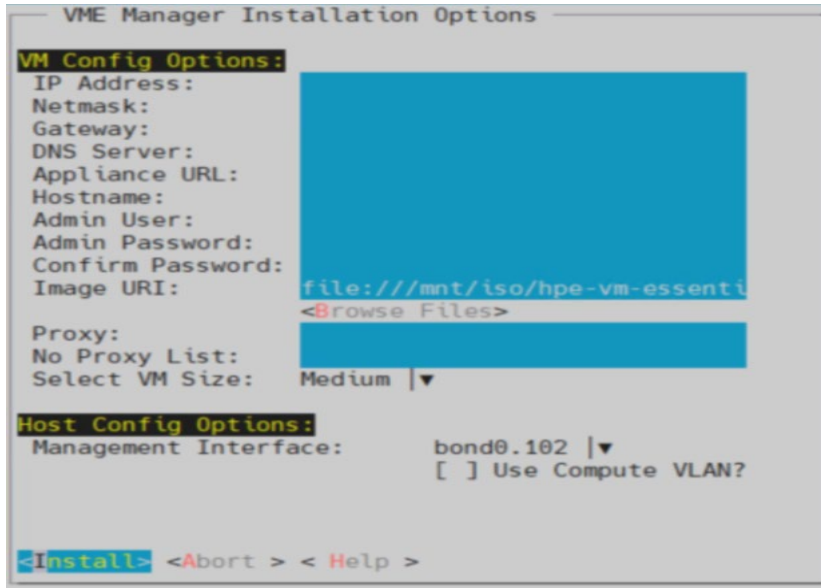 VME Manager Installation Options
VM Config Options:
IP Address:
Netmask:
Gateway:
DNS Server:
Appliance URL:
Hostname:
Admin User:
Admin Password:
Confirm Password:
Image URI: file:///mnt/iso/hpe-vm-essenti
<Browse Files>
Proxy:
No Proxy List:
Select VM Size: Medium |▼
Host Config Options:
Management Interface: bond0.102 |▼
[ ] Use Compute VLAN?
<Install> <Abort > < Help >